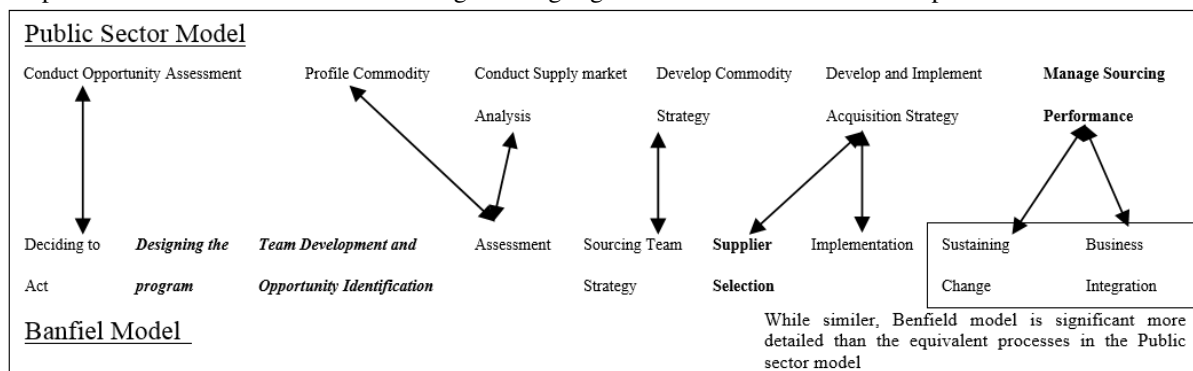 Public Sector Model
Conduct Opportunity Assessment Profile Commodity Conduct Supply market Develop Commodity Develop and Implement Manage Sourcing
Analysis Strategy Acquisition Strategy Performance
Deciding to Designing the Team Development and Assessment Sourcing Team Supplier Implementation Sustaining Business
Act program Opportunity Identification Strategy Selection Change Integration
Banfiel Model
While similer, Benfield model is significant more
detailed than the equivalent processes in the Public
sector model